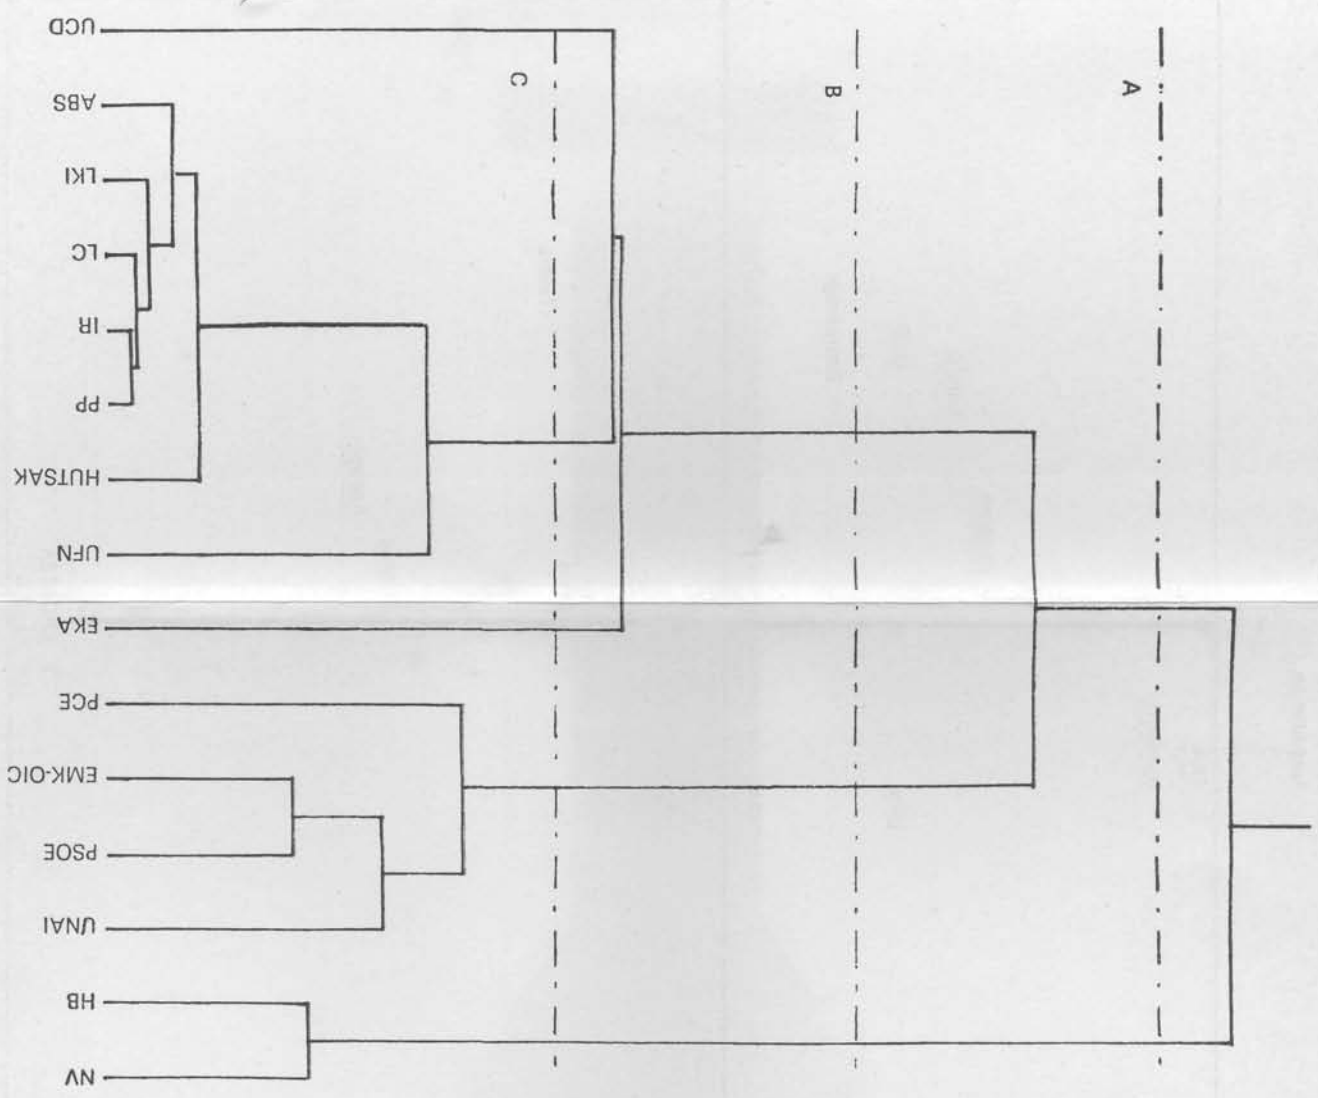 UCD
ABS
LKI
LC
IR
PP
HUTSAK
UFN
EKA
PCE
EMK-OIC
PSOE
UNAI
HB
NV
C
B
A